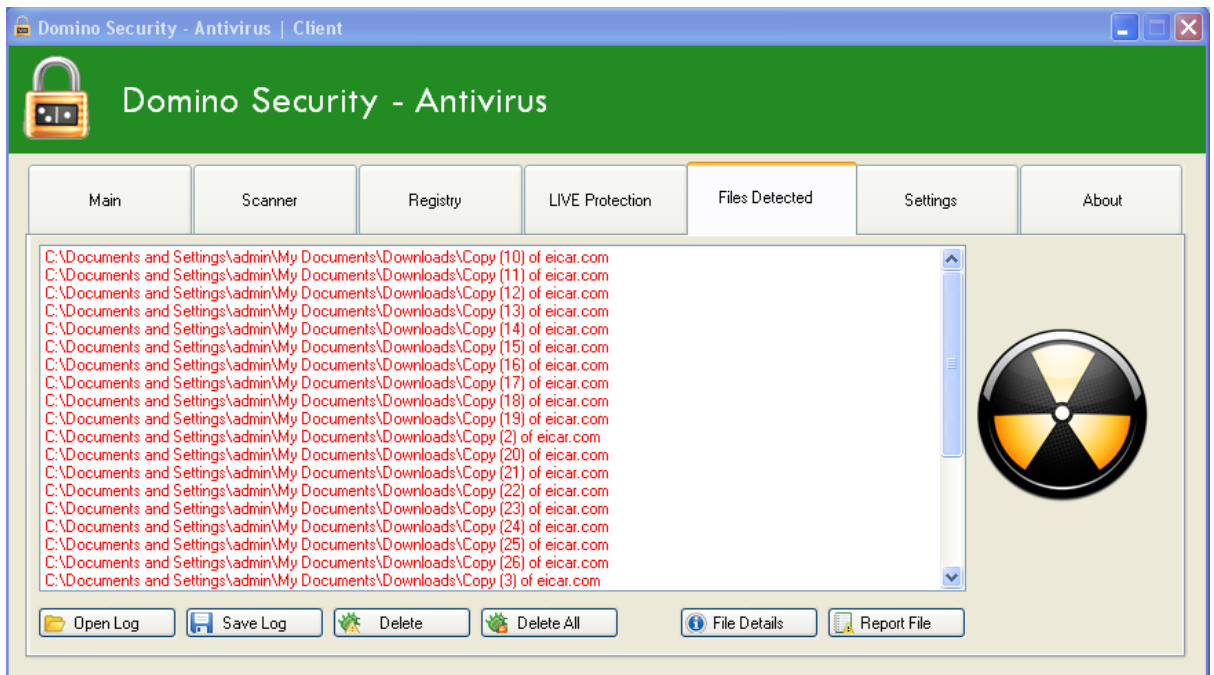 Domino Security - Antivirus | Client
Domino Security - Antivirus
Main Scanner Registry LIVE Protection Files Detected Settings About
C:\Documents and Settings\admin\My Documents\Downloads\Copy (10) of eicar.com
C:\Documents and Settings\admin\My Documents\Downloads\Copy (11) of eicar.com
C:\Documents and Settings\admin\My Documents\Downloads\Copy (12) of eicar.com
C:\Documents and Settings\admin\My Documents\Downloads\Copy (13) of eicar.com
C:\Documents and Settings\admin\My Documents\Downloads\Copy (14) of eicar.com
C:\Documents and Settings\admin\My Documents\Downloads\Copy (15) of eicar.com
C:\Documents and Settings\admin\My Documents\Downloads\Copy (16) of eicar.com
C:\Documents and Settings\admin\My Documents\Downloads\Copy (17) of eicar.com
C:\Documents and Settings\admin\My Documents\Downloads\Copy (18) of eicar.com
C:\Documents and Settings\admin\My Documents\Downloads\Copy (19) of eicar.com
C:\Documents and Settings\admin\My Documents\Downloads\Copy (2) of eicar.com
C:\Documents and Settings\admin\My Documents\Downloads\Copy (20) of eicar.com
C:\Documents and Settings\admin\My Documents\Downloads\Copy (21) of eicar.com
C:\Documents and Settings\admin\My Documents\Downloads\Copy (22) of eicar.com
C:\Documents and Settings\admin\My Documents\Downloads\Copy (23) of eicar.com
C:\Documents and Settings\admin\My Documents\Downloads\Copy (24) of eicar.com
C:\Documents and Settings\admin\My Documents\Downloads\Copy (25) of eicar.com
C:\Documents and Settings\admin\My Documents\Downloads\Copy (26) of eicar.com
C:\Documents and Settings\admin\My Documents\Downloads\Copy (3) of eicar.com
Open Log Save Log Delete Delete All File Details Report File